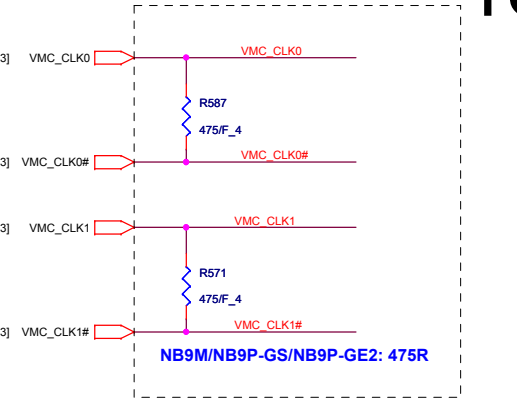 3] VMC_CLK0 VMC_CLK0
R587
475/F_4
3] VMC_CLK0# VMC_CLK0#
3] VMC_CLK1 VMC_CLK1
R571
475/F_4
3] VMC_CLK1# VMC_CLK1#
NB9M/NB9P-GS/NB9P-GE2: 475R